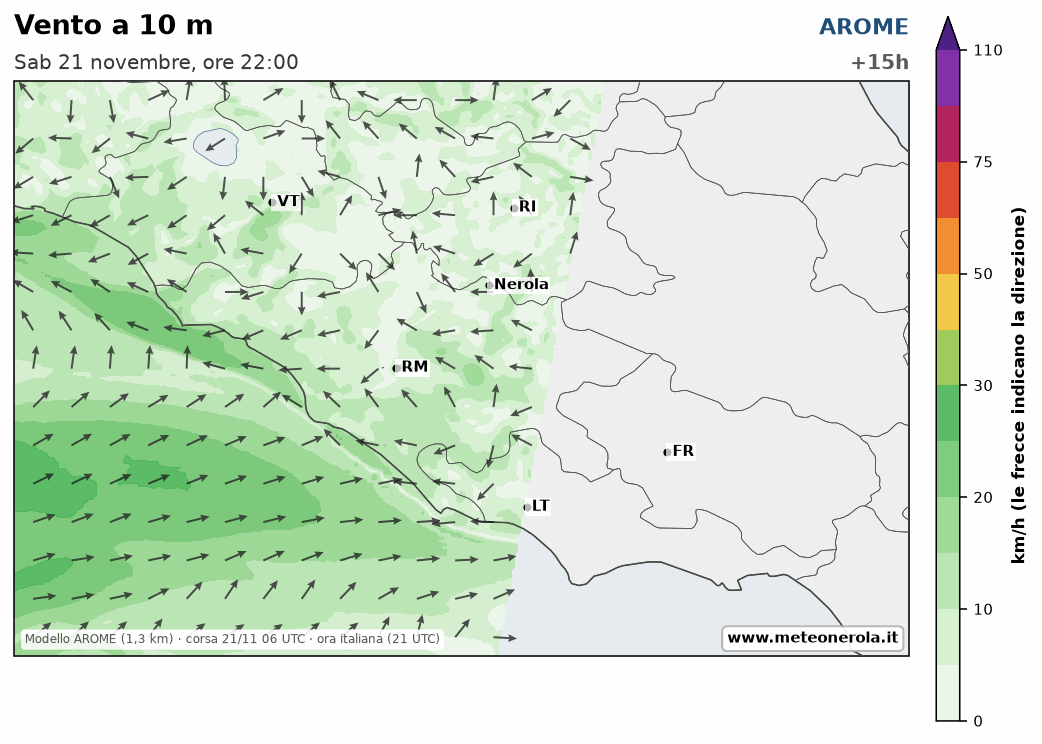 Vento a 10 m
AROME
Sab 21 novembre, ore 22:00
+15h
VT
RI
Nerola
RM
FR
LT
Modello AROME (1,3 km) · corsa 21/11 06 UTC · ora italiana (21 UTC)
www.meteonerola.it
110
75
50
30
20
10
0
km/h (le frecce indicano la direzione)